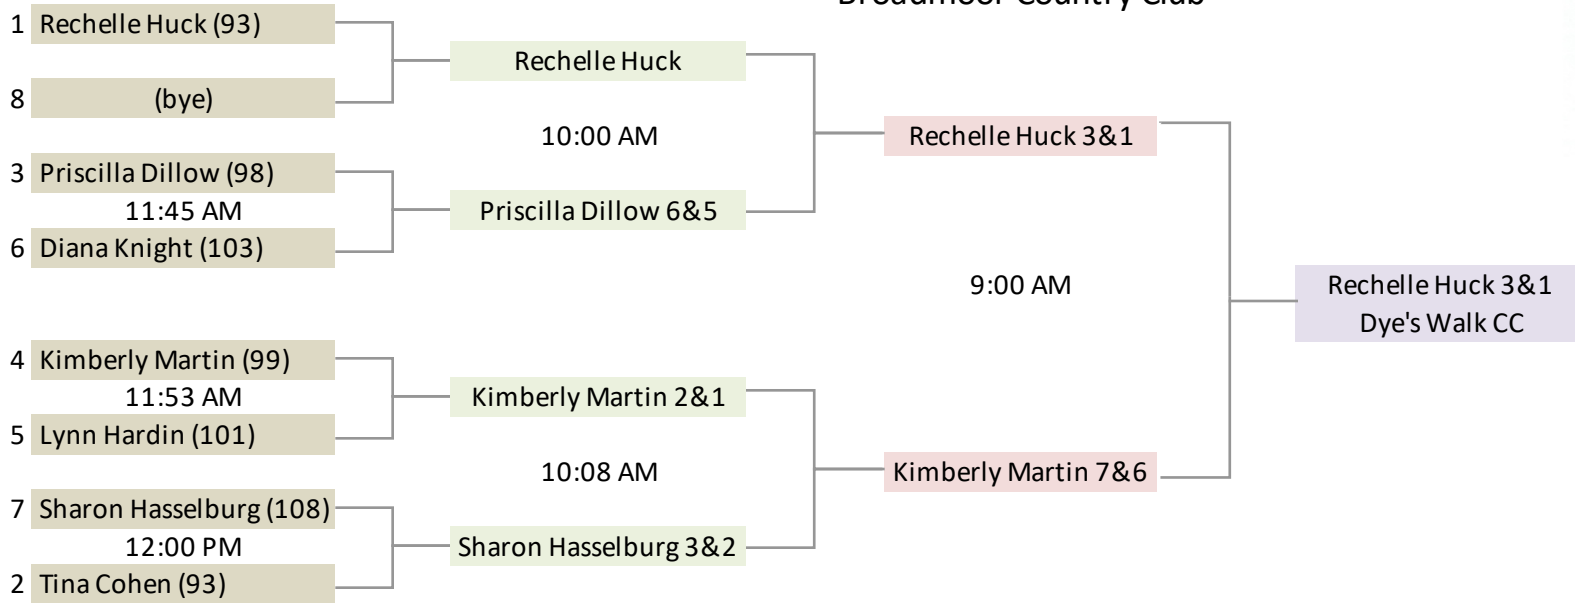 Broadmoor Country Club
1 Rechelle Huck (93)
8 (bye)
3 Priscilla Dillow (98)
11:45 AM
6 Diana Knight (103)
4 Kimberly Martin (99)
11:53 AM
5 Lynn Hardin (101)
7 Sharon Hasselburg (108)
12:00 PM
2 Tina Cohen (93)
Rechelle Huck
10:00 AM
Priscilla Dillow 6&5
Kimberly Martin 2&1
10:08 AM
Sharon Hasselburg 3&2
Rechelle Huck 3&1
9:00 AM
Kimberly Martin 7&6
Rechelle Huck 3&1
Dye's Walk CC